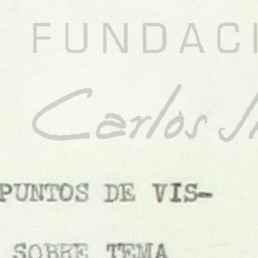 FUNDACI
Carlos
PUNTOS DE VIS-
SOBRE TEMA